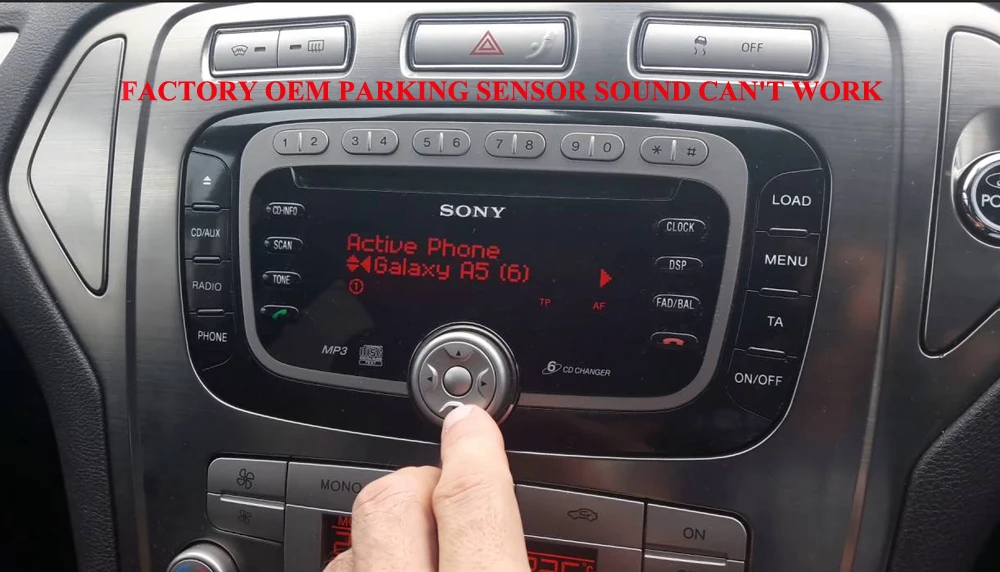 OFF
FACTORY OEM PARKING SENSOR SOUND CAN'T WORK
1 2
3 4
5 6
7 8
9 0
* #
SONY
CD-INFO
SCAN
TONE
CD/AUX
RADIO
PHONE
Active Phone
Galaxy A5 (6)
1
TP AF
CLOCK
DSP
FAD/BAL
LOAD
MENU
TA
ON/OFF
MP3
6 CD CHANGER
MONO
ON